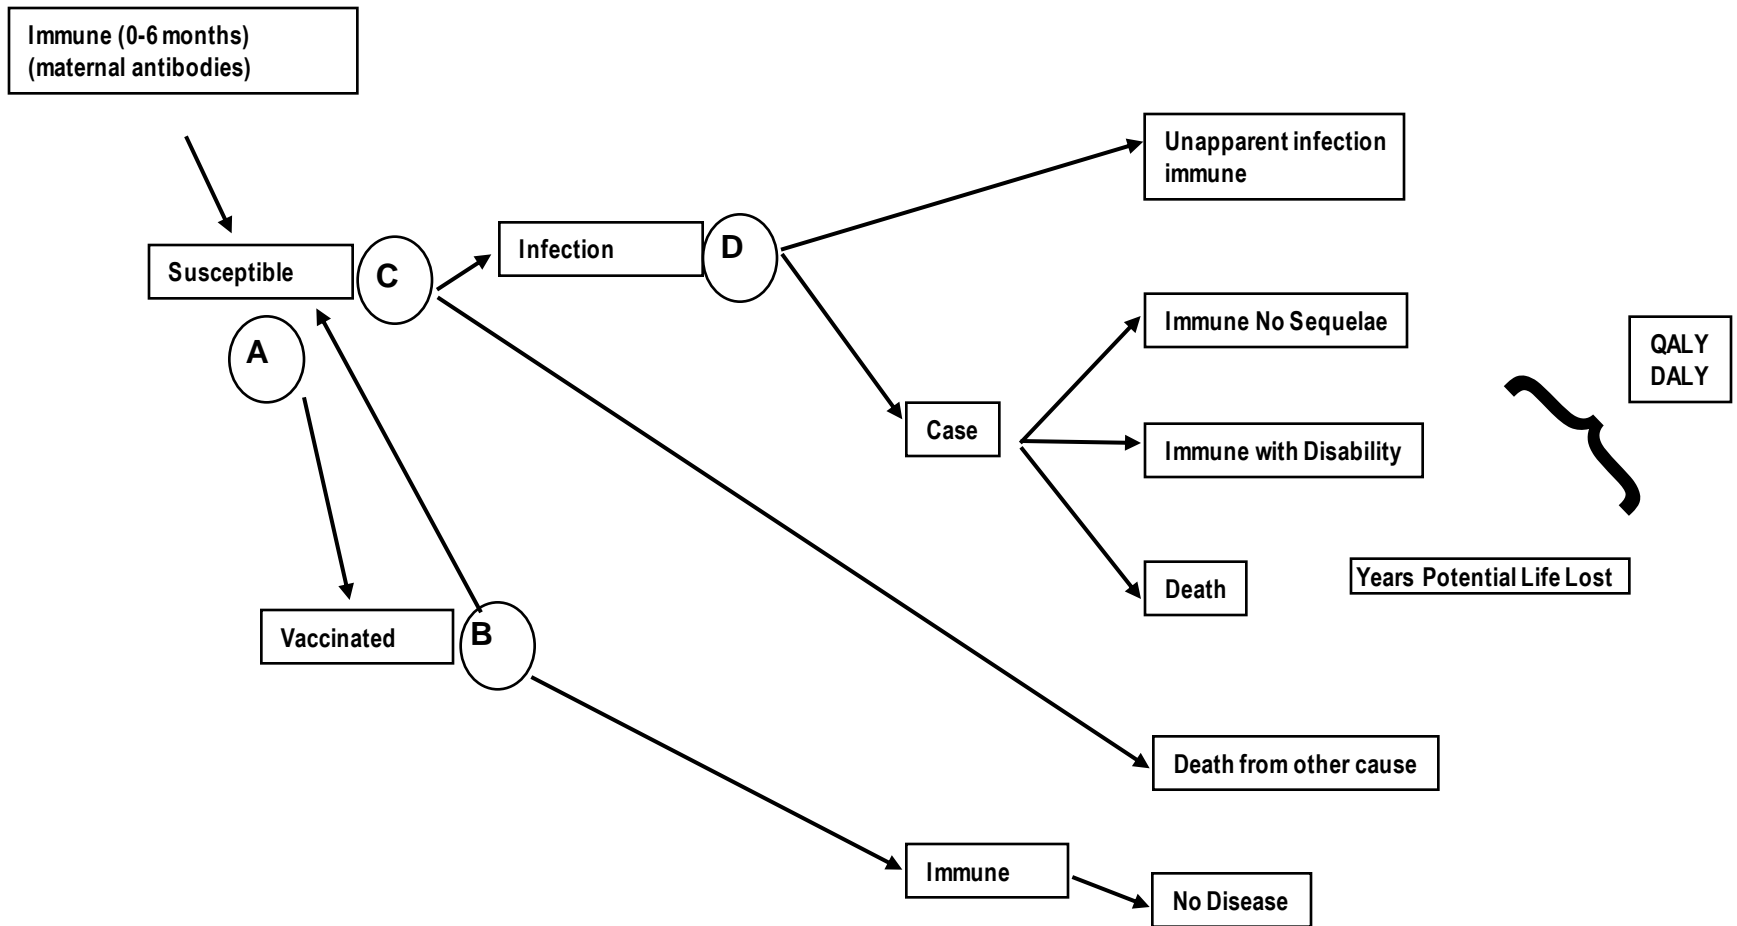 Immune (0-6 months)
(maternal antibodies)
Unapparent infection
immune
Infection
D
Susceptible
C
A
Immune No Sequelae
QALY
DALY
Case
Immune with Disability
Death
Years Potential Life Lost
Vaccinated
B
Death from other cause
Immune
No Disease